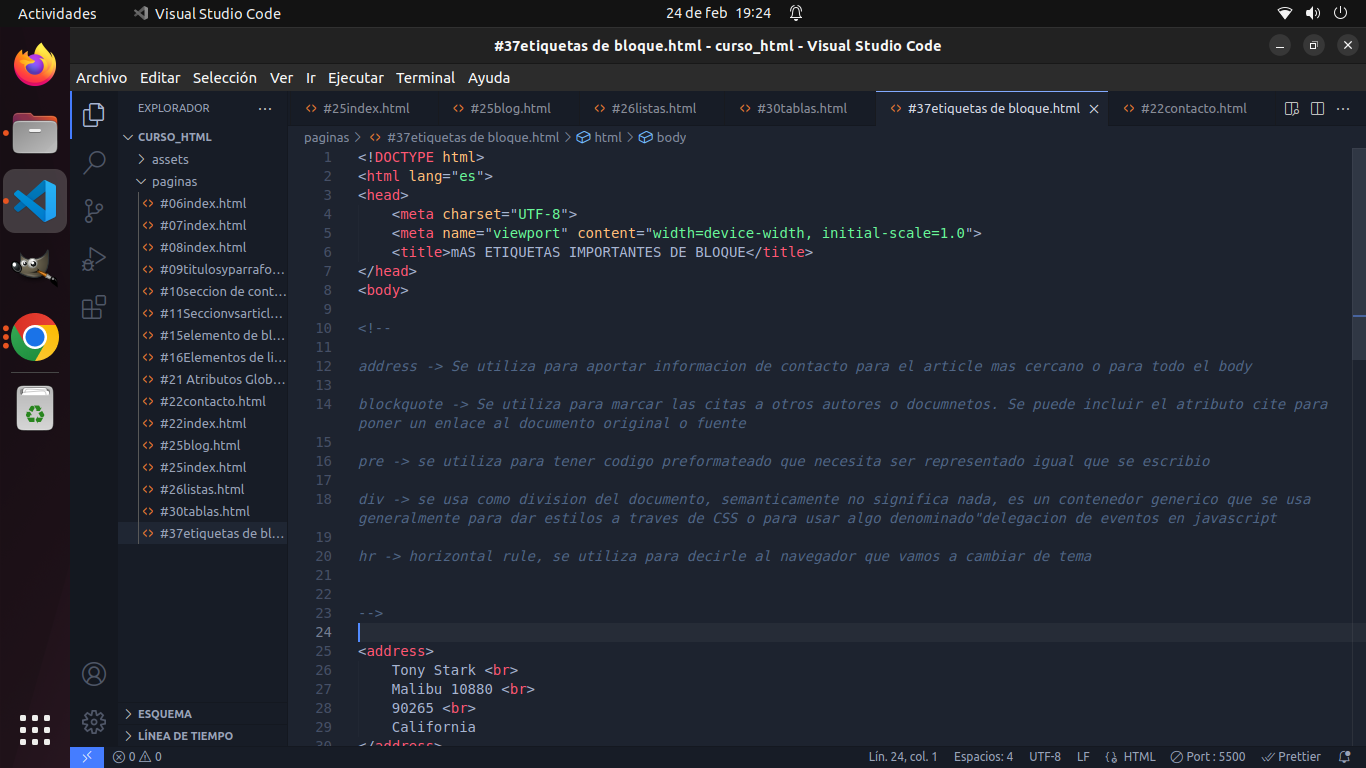 Actividades
Visual Studio Code
24 de feb 19:24
#37etiquetas de bloque.html - curso_html - Visual Studio Code
Archivo Editar Selección Ver Ir Ejecutar Terminal Ayuda
EXPLORADOR
CURSO_HTML
assets
paginas
#06index.html
#07index.html
#08index.html
#09titulosyparrafo...
#10seccion de cont...
#11Seccionvsarticl...
#15elemento de bl...
#16Elementos de li...
#21 Atributos Glob...
#22contacto.html
#22index.html
#25blog.html
#25index.html
#26listas.html
#30tablas.html
#37etiquetas de bl...
ESQUEMA
LÍNEA DE TIEMPO
#25index.html #25blog.html #26listas.html #30tablas.html #37etiquetas de bloque.html #22contacto.html
paginas > #37etiquetas de bloque.html > html > body
1 <!DOCTYPE html>
2 <html lang="es">
3 <head>
4 <meta charset="UTF-8">
5 <meta name="viewport" content="width=device-width, initial-scale=1.0">
6 <title>mAS ETIQUETAS IMPORTANTES DE BLOQUE</title>
7 </head>
8 <body>
9
10 <!--
11
12 address -> Se utiliza para aportar informacion de contacto para el article mas cercano o para todo el body
13
14 blockquote -> Se utiliza para marcar las citas a otros autores o documnetos. Se puede incluir el atributo cite para
poner un enlace al documento original o fuente
15
16 pre -> se utiliza para tener codigo preformateado que necesita ser representado igual que se escribio
17
18 div -> se usa como division del documento, semanticamente no significa nada, es un contenedor generico que se usa
generalmente para dar estilos a traves de CSS o para usar algo denominado"delegacion de eventos en javascript
19
20 hr -> horizontal rule, se utiliza para decirle al navegador que vamos a cambiar de tema
21
22
23 -->
24
25 <address>
26 Tony Stark <br>
27 Malibu 10880 <br>
28 90265 <br>
29 California
30 </address>
0 0
Lín. 24, col. 1 Espacios: 4 UTF-8 LF HTML Port : 5500 Prettier